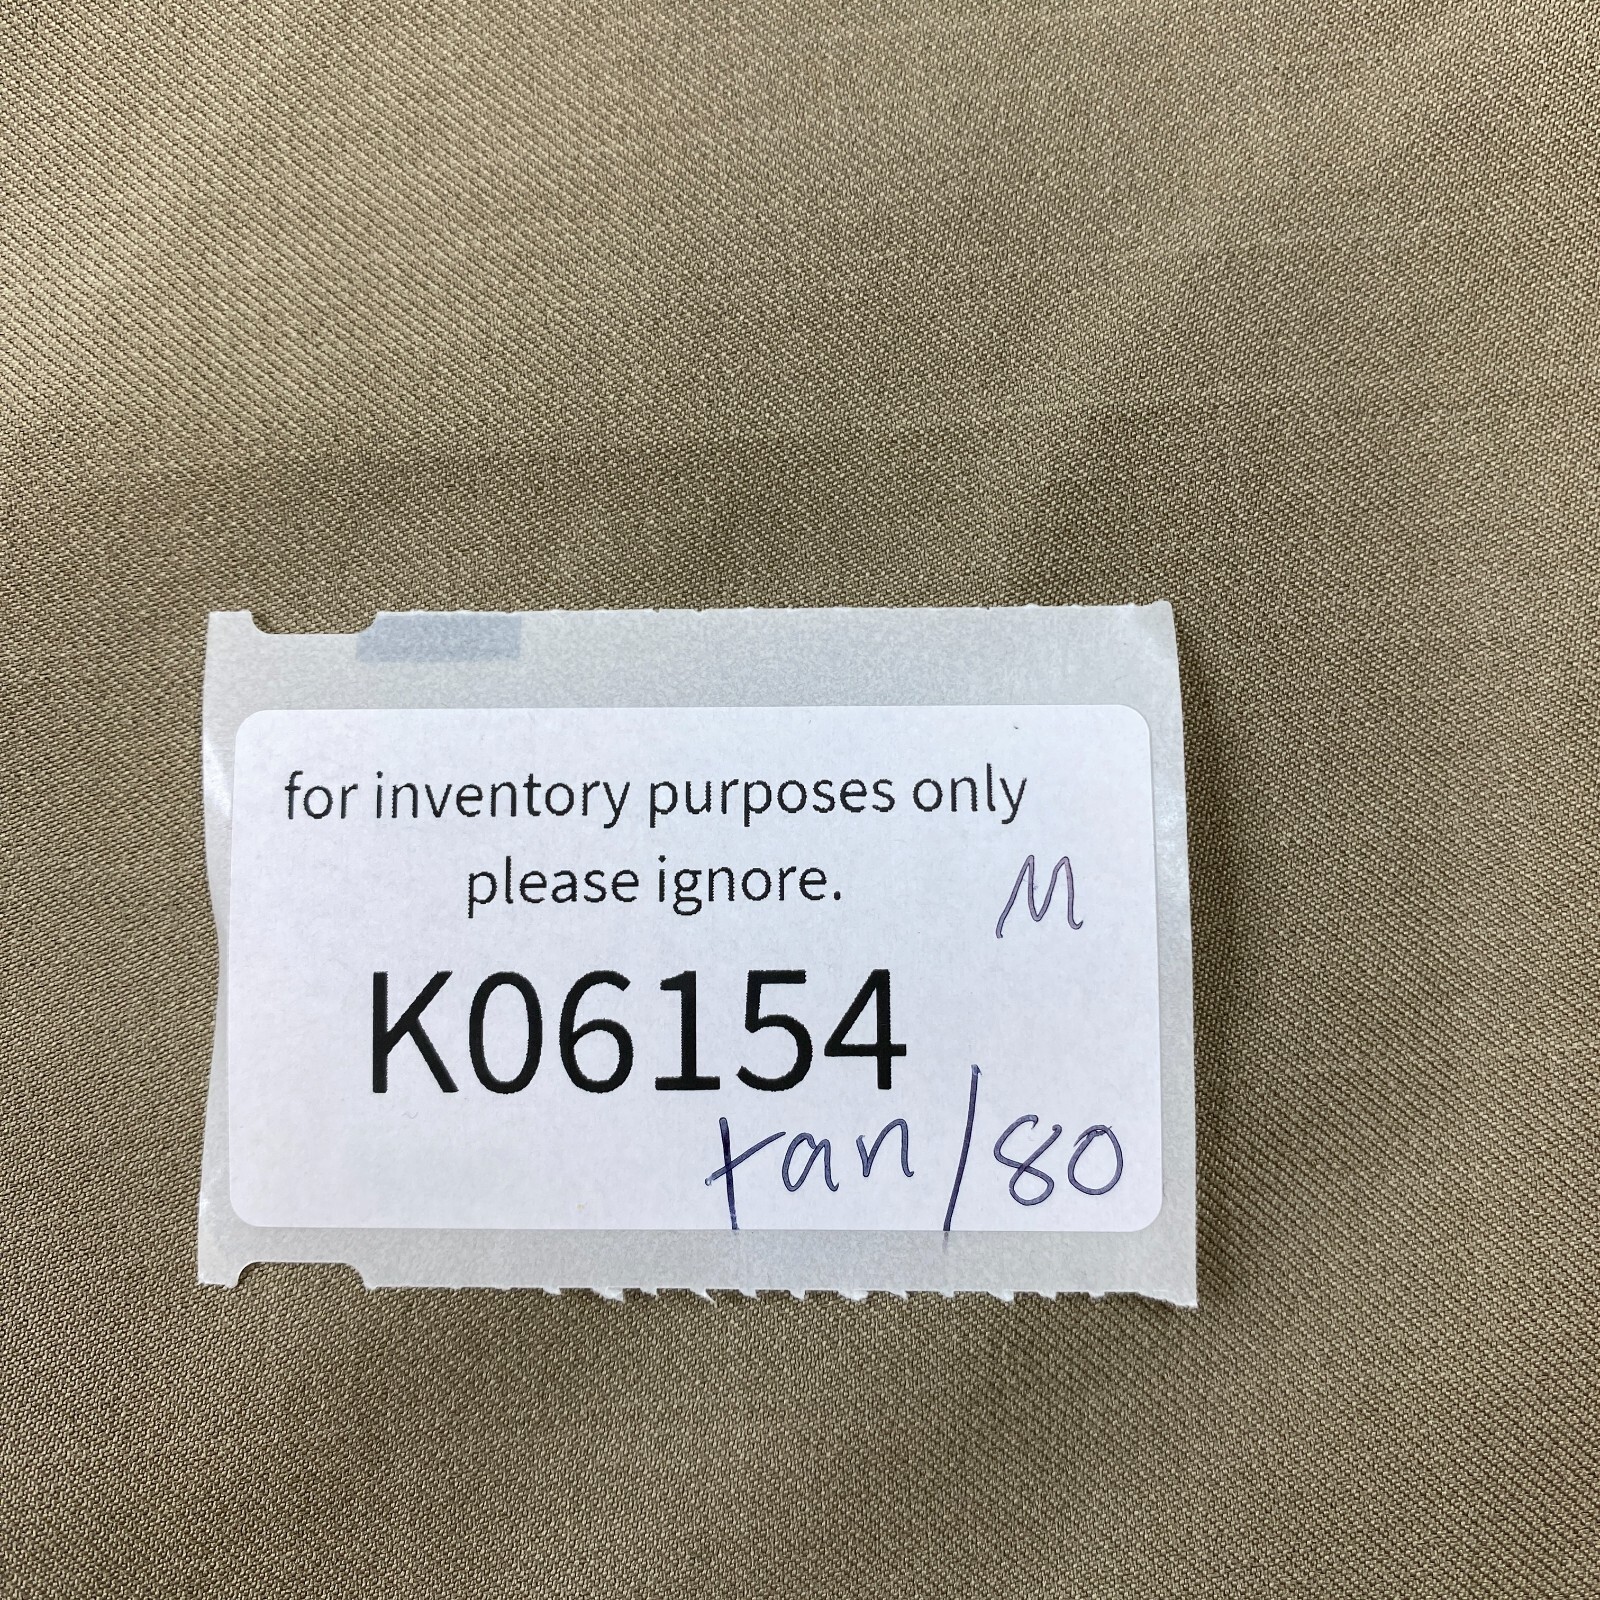 for inventory purposes only
please ignore.
M
K06154
tan/80